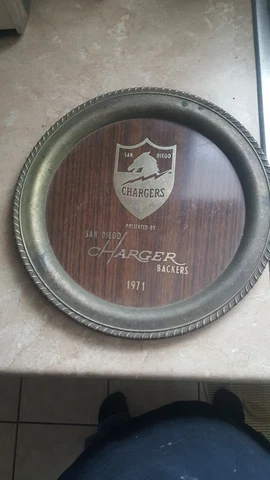 SAN DIEGO
CHARGERS
PRESENTED BY
SAN DIEGO
CHARGER
BACKERS
1971